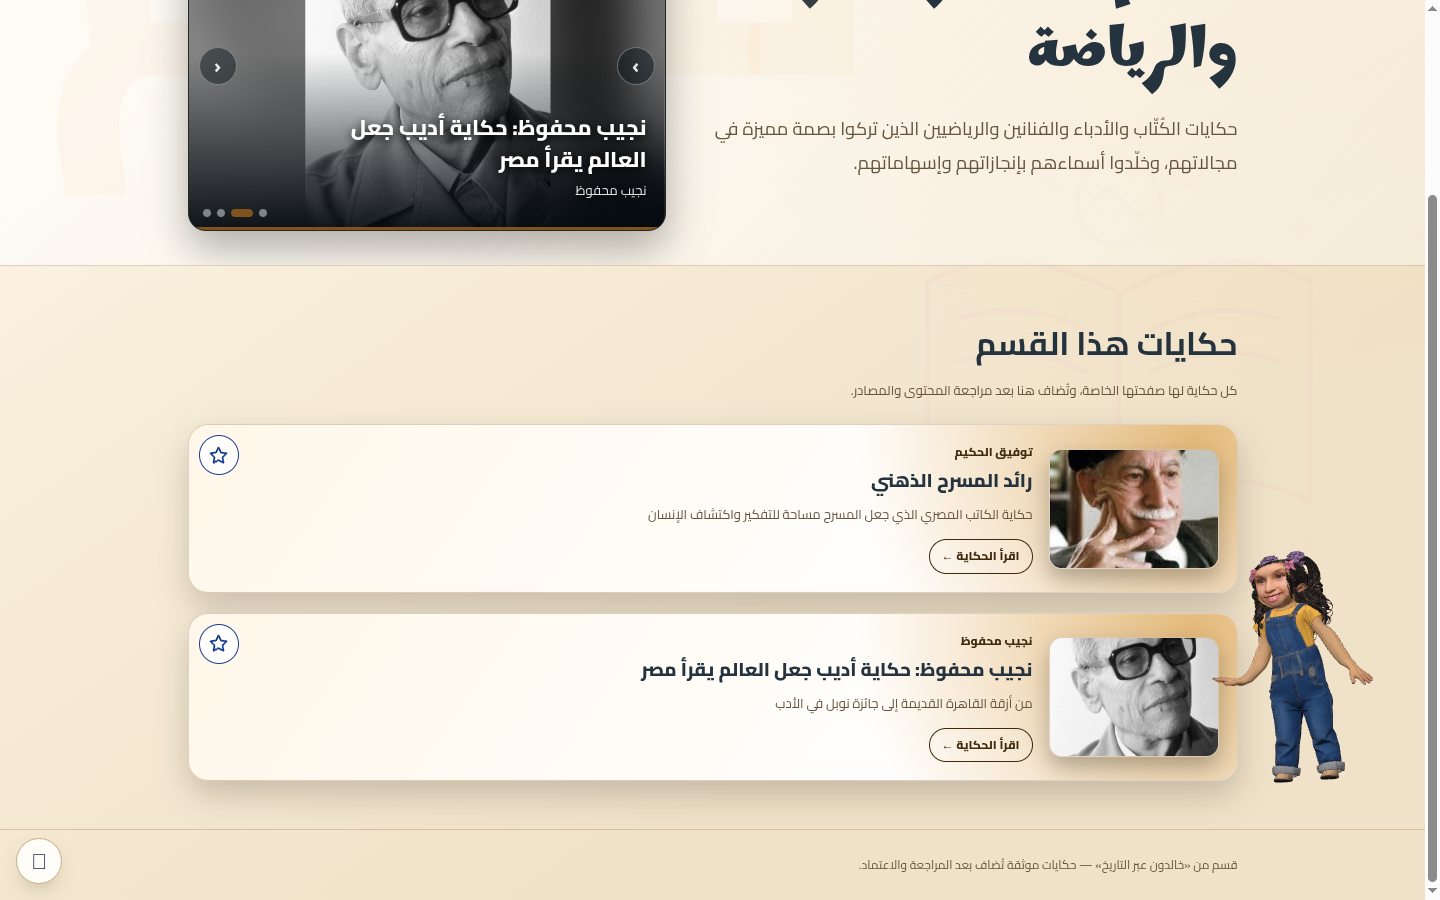 والرياضة
حكايات الكُتّاب والأدباء والفنانين والرياضيين الذين تركوا بصمة مميزة في
مجالاتهم، وخلّدوا أسماءهم بإنجازاتهم وإسهاماتهم.
نجيب محفوظ: حكاية أديب جعل
العالم يقرأ مصر
نجيب محفوظ
حكايات هذا القسم
كل حكاية لها صفحتها الخاصة، وتُضاف هنا بعد مراجعة المحتوى والمصادر.
توفيق الحكيم
رائد المسرح الذهني
حكاية الكاتب المصري الذي جعل المسرح مساحة للتفكير واكتشاف الإنسان
اقرأ الحكاية ←
نجيب محفوظ
نجيب محفوظ: حكاية أديب جعل العالم يقرأ مصر
من أزقة القاهرة القديمة إلى جائزة نوبل في الأدب
اقرأ الحكاية ←
قسم من «خالدون عبر التاريخ» — حكايات موثقة تُضاف بعد المراجعة والاعتماد.